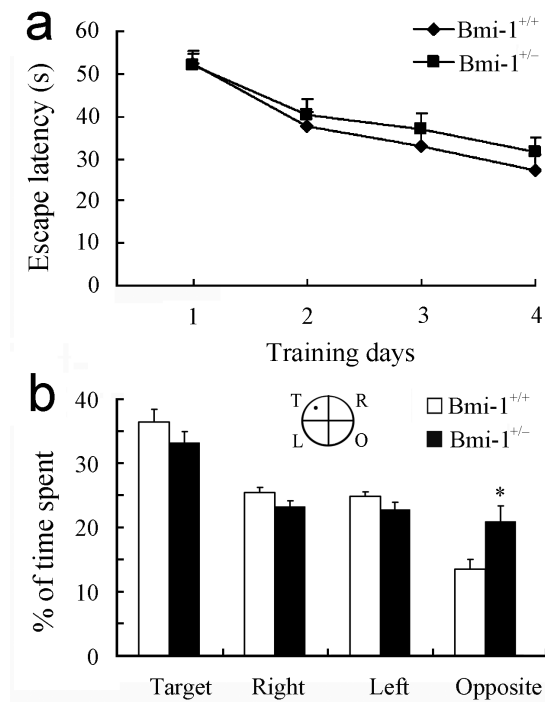 a
Bmi-1+/+
Bmi-1+/−
Escape latency (s)
60
50
40
30
20
10
0
1 2 3 4
Training days
b
T R
L O
Bmi-1+/+
Bmi-1+/−
% of time spent
40
30
20
10
0
*
Target Right Left Opposite